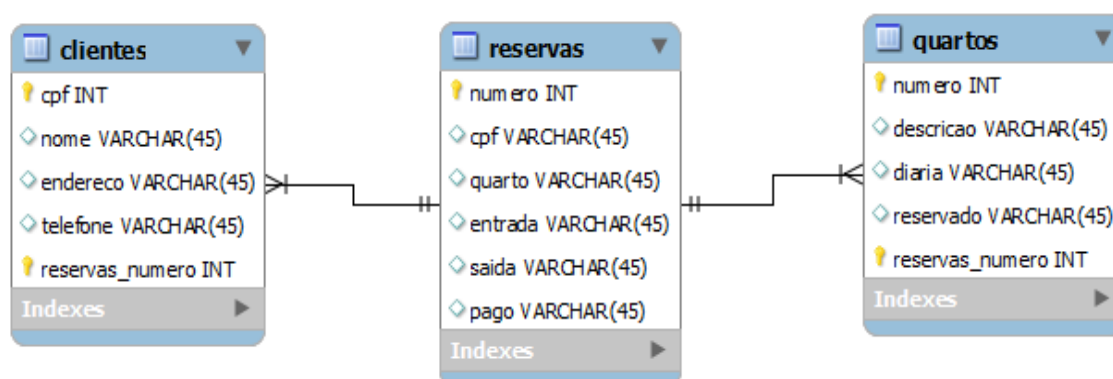 clientes
cpf INT
nome VARCHAR(45)
endereco VARCHAR(45)
telefone VARCHAR(45)
reservas_numero INT
Indexes
reservas
numero INT
cpf VARCHAR(45)
quarto VARCHAR(45)
entrada VARCHAR(45)
saida VARCHAR(45)
pago VARCHAR(45)
Indexes
quartos
numero INT
descricao VARCHAR(45)
diaria VARCHAR(45)
reservado VARCHAR(45)
reservas_numero INT
Indexes